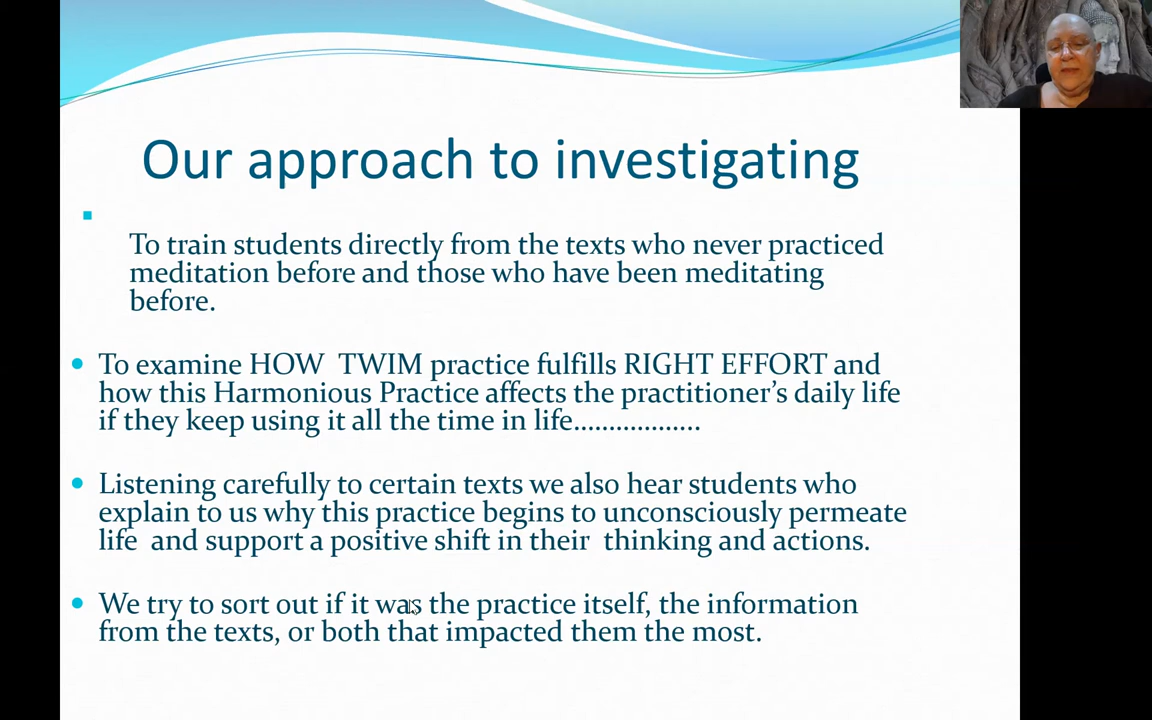 Our approach to investigating
To train students directly from the texts who never practiced
meditation before and those who have been meditating
before.
To examine HOW TWIM practice fulfills RIGHT EFFORT and
how this Harmonious Practice affects the practitioner's daily life
if they keep using it all the time in life..................
Listening carefully to certain texts we also hear students who
explain to us why this practice begins to unconsciously permeate
life and support a positive shift in their thinking and actions.
We try to sort out if it was the practice itself, the information
from the texts, or both that impacted them the most.